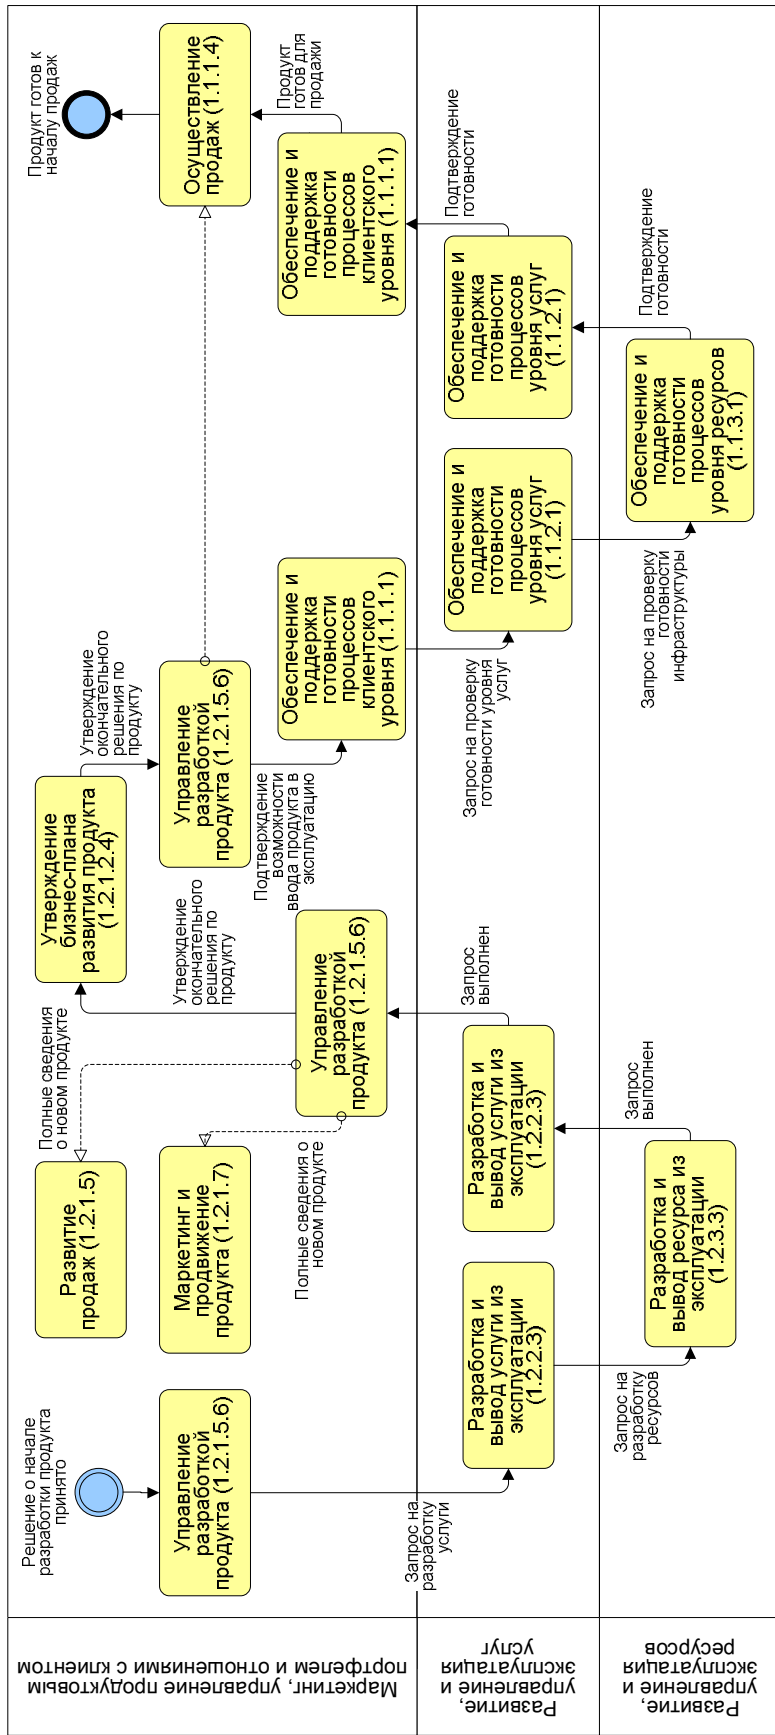 Маркетинг, управление продуктовым
портфелем и отношениями с клиентом
Решение о начале
разработки продукта
принято
Управление
разработкой
продукта (1.2.1.5.6)
Развитие
продаж (1.2.1.5)
Маркетинг и
продвижение
продукта (1.2.1.7)
Полные сведения
о новом продукте
Полные сведения о
новом продукте
Управление
разработкой
продукта (1.2.1.5.6)
Утверждение
окончательного
решения по
продукту
Утверждение
бизнес-плана
развития продукта
(1.2.1.2.4)
Утверждение
окончательного
решения по
продукту
Управление
разработкой
продукта (1.2.1.5.6)
Подтверждение
возможности
ввода продукта в
эксплуатацию
Обеспечение и
поддержка
готовности
процессов
клиентского
уровня (1.1.1.1)
Обеспечение и
поддержка
готовности
процессов
клиентского
уровня (1.1.1.1)
Продукт
готов для
продажи
Осуществление
продаж (1.1.1.4)
Продукт готов к
началу продаж
Развитие,
управление и
эксплуатация
услуг
Запрос на
разработку
услуги
Разработка и
вывод услуги из
эксплуатации
(1.2.2.3)
Разработка и
вывод услуги из
эксплуатации
(1.2.2.3)
Запрос
выполнен
Запрос на проверку
готовности уровня
услуг
Обеспечение и
поддержка
готовности
процессов
уровня услуг
(1.1.2.1)
Обеспечение и
поддержка
готовности
процессов
уровня услуг
(1.1.2.1)
Подтверждение
готовности
Развитие,
управление и
эксплуатация
ресурсов
Запрос на
разработку
ресурсов
Разработка и
вывод ресурса из
эксплуатации
(1.2.3.3)
Запрос
выполнен
Запрос на проверку
готовности
инфраструктуры
Обеспечение и
поддержка
готовности
процессов
уровня ресурсов
(1.1.3.1)
Подтверждение
готовности